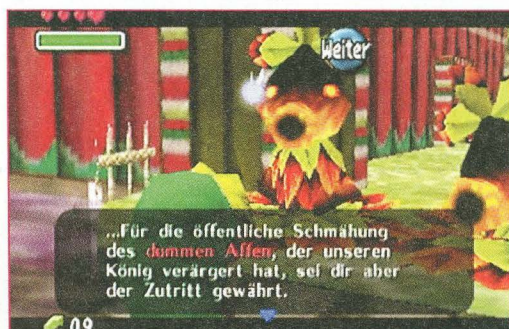 Weiter
...Für die öffentliche Schmähung
des dummen Affen, der unseren
König verärgert hat, sei dir aber
der Zutritt gewährt.
09